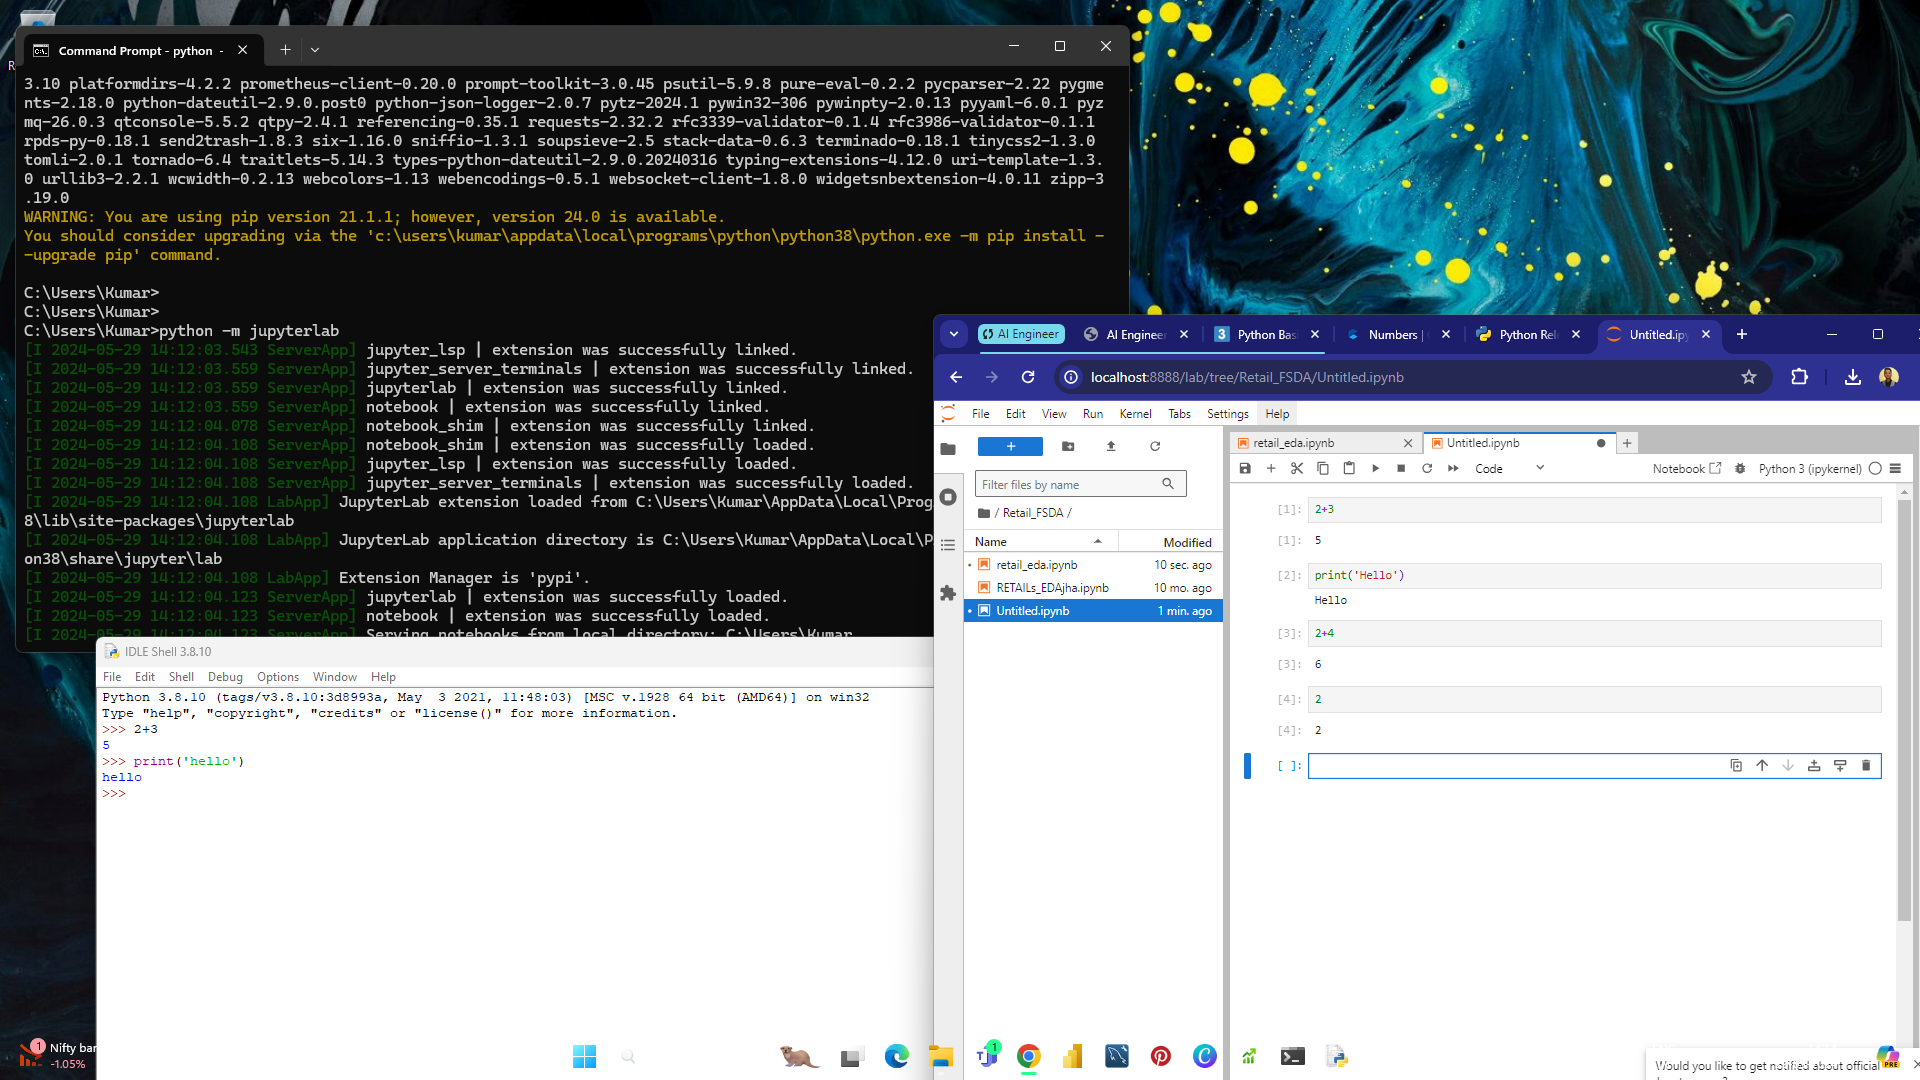 Command Prompt - python  -
3.10 platformdirs-4.2.2 prometheus-client-0.20.0 prompt-toolkit-3.0.45 psutil-5.9.8 pure-eval-0.2.2 pycparser-2.22 pygme
nts-2.18.0 python-dateutil-2.9.0.post0 python-json-logger-2.0.7 pytz-2024.1 pywin32-306 pywinpty-2.0.13 pyyaml-6.0.1 pyz
mq-26.0.3 qtconsole-5.5.2 qtpy-2.4.1 referencing-0.35.1 requests-2.32.2 rfc3339-validator-0.1.4 rfc3986-validator-0.1.1
rpds-py-0.18.1 send2trash-1.8.3 six-1.16.0 sniffio-1.3.1 soupsieve-2.5 stack-data-0.6.3 terminado-0.18.1 tinycss2-1.3.0
tomli-2.0.1 tornado-6.4 traitlets-5.14.3 types-python-dateutil-2.9.0.20240316 typing-extensions-4.12.0 uri-template-1.3.
0 urllib3-2.2.1 wcwidth-0.2.13 webcolors-1.13 webencodings-0.5.1 websocket-client-1.8.0 widgetsnbextension-4.0.11 zipp-3
.19.0
WARNING: You are using pip version 21.1.1; however, version 24.0 is available.
You should consider upgrading via the 'c:\users\kumar\appdata\local\programs\python\python38\python.exe -m pip install -
-upgrade pip' command.
C:\Users\Kumar>
C:\Users\Kumar>
C:\Users\Kumar>python -m jupyterlab
[I 2024-05-29 14:12:03.543 ServerApp] jupyter_lsp | extension was successfully linked.
[I 2024-05-29 14:12:03.559 ServerApp] jupyter_server_terminals | extension was successfully linked.
[I 2024-05-29 14:12:03.559 ServerApp] jupyterlab | extension was successfully linked.
[I 2024-05-29 14:12:03.559 ServerApp] notebook | extension was successfully linked.
[I 2024-05-29 14:12:04.078 ServerApp] notebook_shim | extension was successfully linked.
[I 2024-05-29 14:12:04.108 ServerApp] notebook_shim | extension was successfully loaded.
[I 2024-05-29 14:12:04.108 ServerApp] jupyter_lsp | extension was successfully loaded.
[I 2024-05-29 14:12:04.108 ServerApp] jupyter_server_terminals | extension was successfully loaded.
[I 2024-05-29 14:12:04.108 LabApp] JupyterLab extension loaded from C:\Users\Kumar\AppData\Local\Prog
8\lib\site-packages\jupyterlab
[I 2024-05-29 14:12:04.108 LabApp] JupyterLab application directory is C:\Users\Kumar\AppData\Local\P
on38\share\jupyter\lab
[I 2024-05-29 14:12:04.108 LabApp] Extension Manager is 'pypi'.
[I 2024-05-29 14:12:04.123 ServerApp] jupyterlab | extension was successfully loaded.
[I 2024-05-29 14:12:04.123 ServerApp] notebook | extension was successfully loaded.
[I 2024-05-29 14:12:04.123 ServerApp] Serving notebooks from local directory: C:\Users\Kumar
IDLE Shell 3.8.10
File Edit Shell Debug Options Window Help
Python 3.8.10 (tags/v3.8.10:3d8993a, May  3 2021, 11:48:03) [MSC v.1928 64 bit (AMD64)] on win32
Type "help", "copyright", "credits" or "license()" for more information.
>>> 2+3
5
>>> print('hello')
hello
>>>
AI Engineer AI Engineer Python Bas Numbers | Python Rel Untitled.ipy
localhost:8888/lab/tree/Retail_FSDA/Untitled.ipynb
File Edit View Run Kernel Tabs Settings Help
Filter files by name
/ Retail_FSDA /
Name Modified
retail_eda.ipynb 10 sec. ago
RETAILs_EDAjha.ipynb 10 mo. ago
Untitled.ipynb 1 min. ago
retail_eda.ipynb Untitled.ipynb
Code Notebook Python 3 (ipykernel)
[1]: 2+3
[1]: 5
[2]: print('Hello')
Hello
[3]: 2+4
[3]: 6
[4]: 2
[4]: 2
[ ]:
1 Nifty ban
-1.05%
1
PRE
Would you like to get notified about official